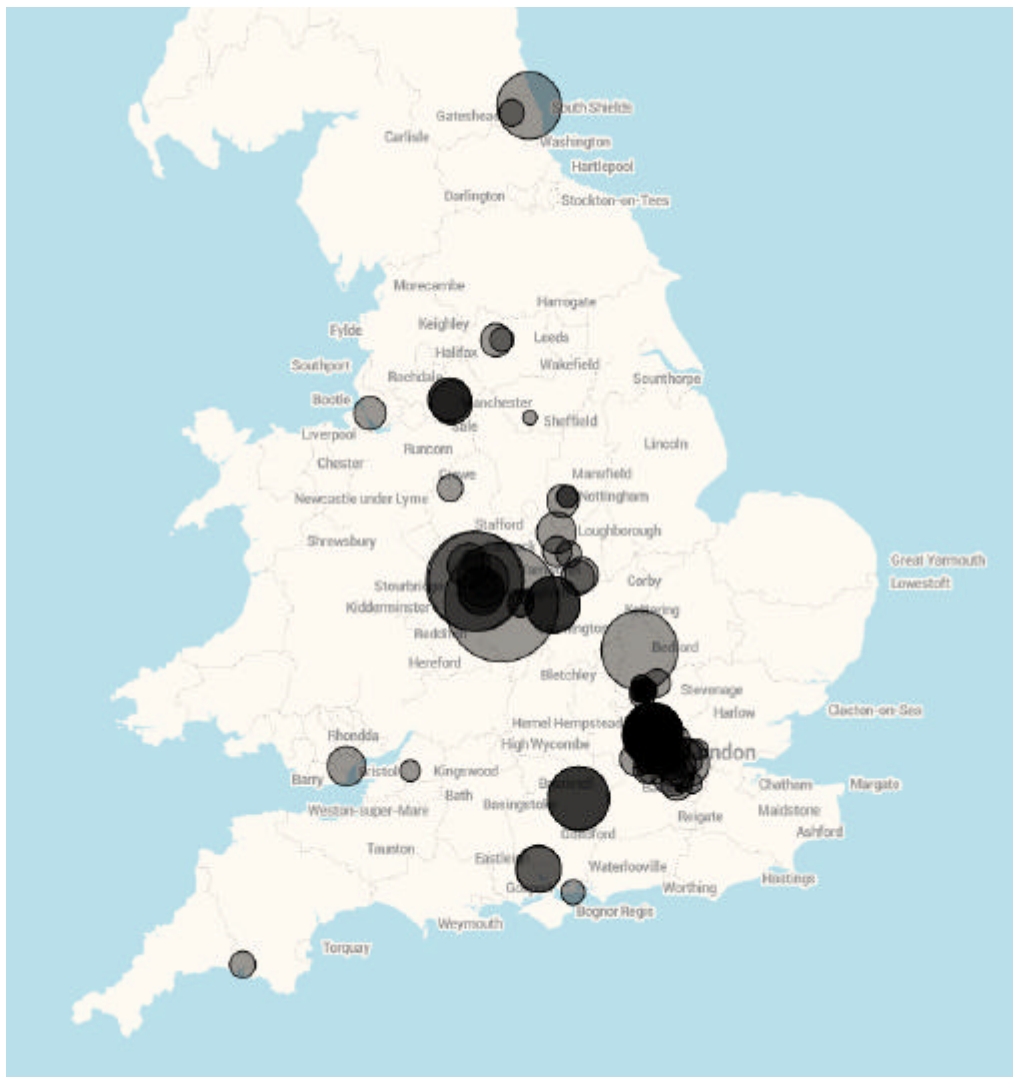 South Shields
Gateshead
Carlisle
Washington
Hartlepool
Darlington
Stockton-on-Tees
Morecambe
Harrogate
Keighley
Fylde
Leeds
Halifax
Southport
Wakefield
Rochdale
Scunthorpe
Bootle
Sale
Sheffield
Liverpool
Lincoln
Runcorn
Chester
Mansfield
Crewe
Newcastle under Lyme
Nottingham
Stafford
Loughborough
Shrewsbury
Great Yarmouth
Corby
Lowestoft
Kidderminster
Kettering
Redditch
Bedford
Hereford
Bletchley
Stevenage
Clacton-on-Sea
Harlow
Hemel Hempstead
Rhondda
High Wycombe
Barry
Bristol
Kingswood
Chatham
Margate
Bath
Basingstoke
Weston-super-Mare
Maidstone
Reigate
Ashford
Guildford
Taunton
Eastleigh
Waterlooville
Hastings
Worthing
Bognor Regis
Weymouth
Torquay